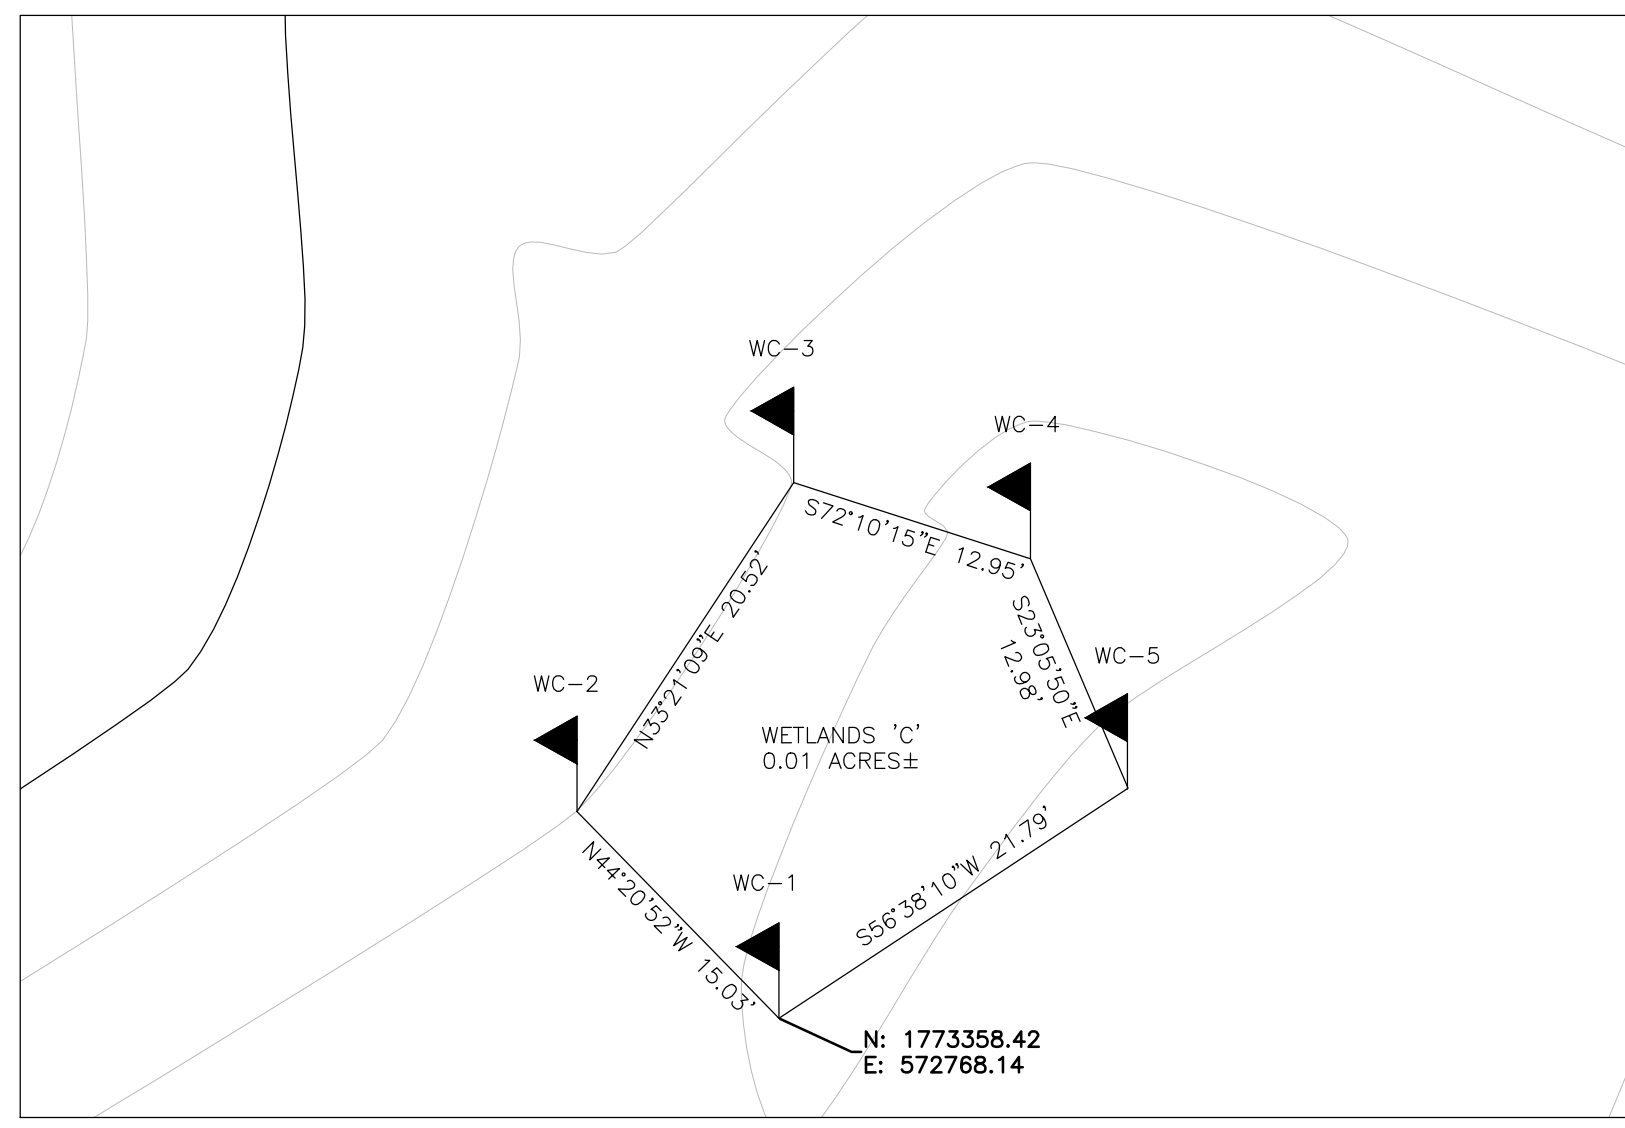 WC-3
WC-4
S72°10'15"E 12.95'
N33°21'09"E 20.52'
S23°05'50"E
12.98'
WC-5
WC-2
WETLANDS 'C'
0.01 ACRES±
S56°38'10"W 21.79'
WC-1
N44°20'52"W 15.03'
N: 1773358.42
E: 572768.14